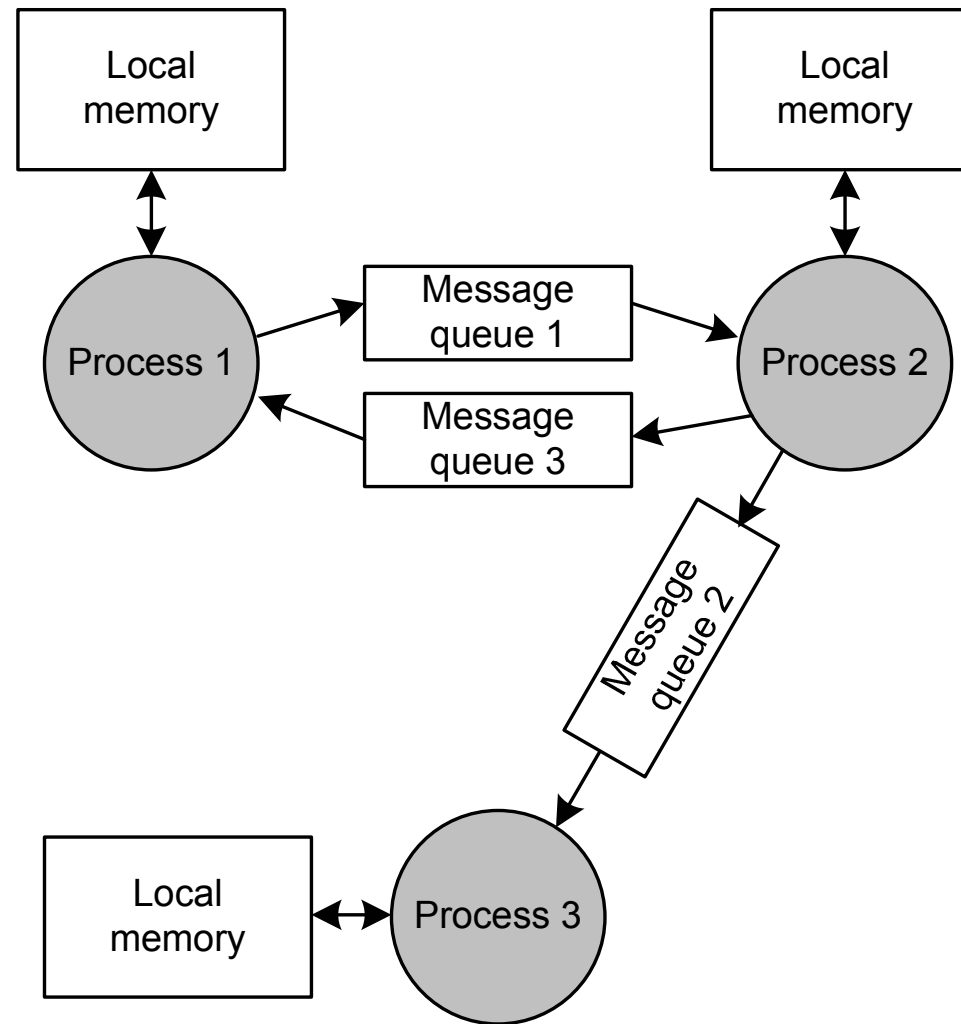 Local
memory
Local
memory
Process 1
Message
queue 1
Process 2
Message
queue 3
Message
queue 2
Local
memory
Process 3